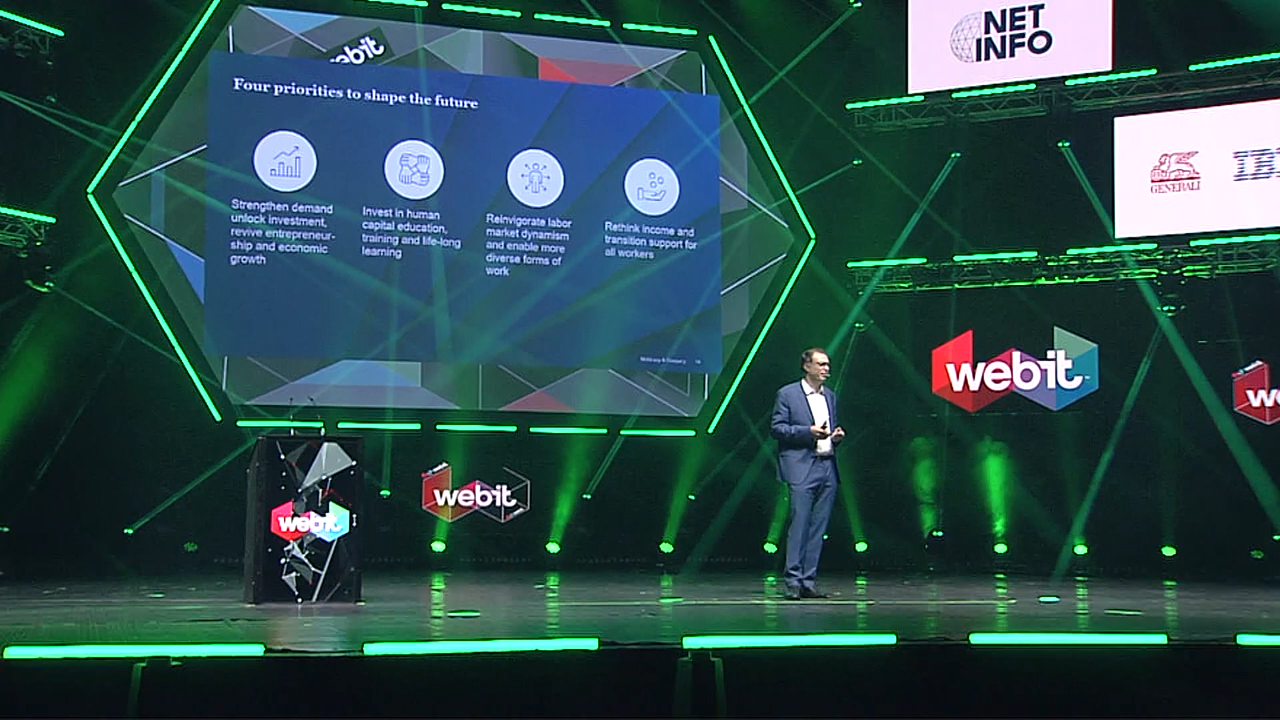 webit
Four priorities to shape the future
Strengthen demand
unlock investment,
revive entrepreneur-
ship and economic
growth
Invest in human
capital education,
training and life-long
learning
Reinvigorate labor
market dynamism
and enable more
diverse forms of
work
Rethink income and
transition support for
all workers
McKinsey & Company
NET
INFO
GENERALI
webit
webit
webit